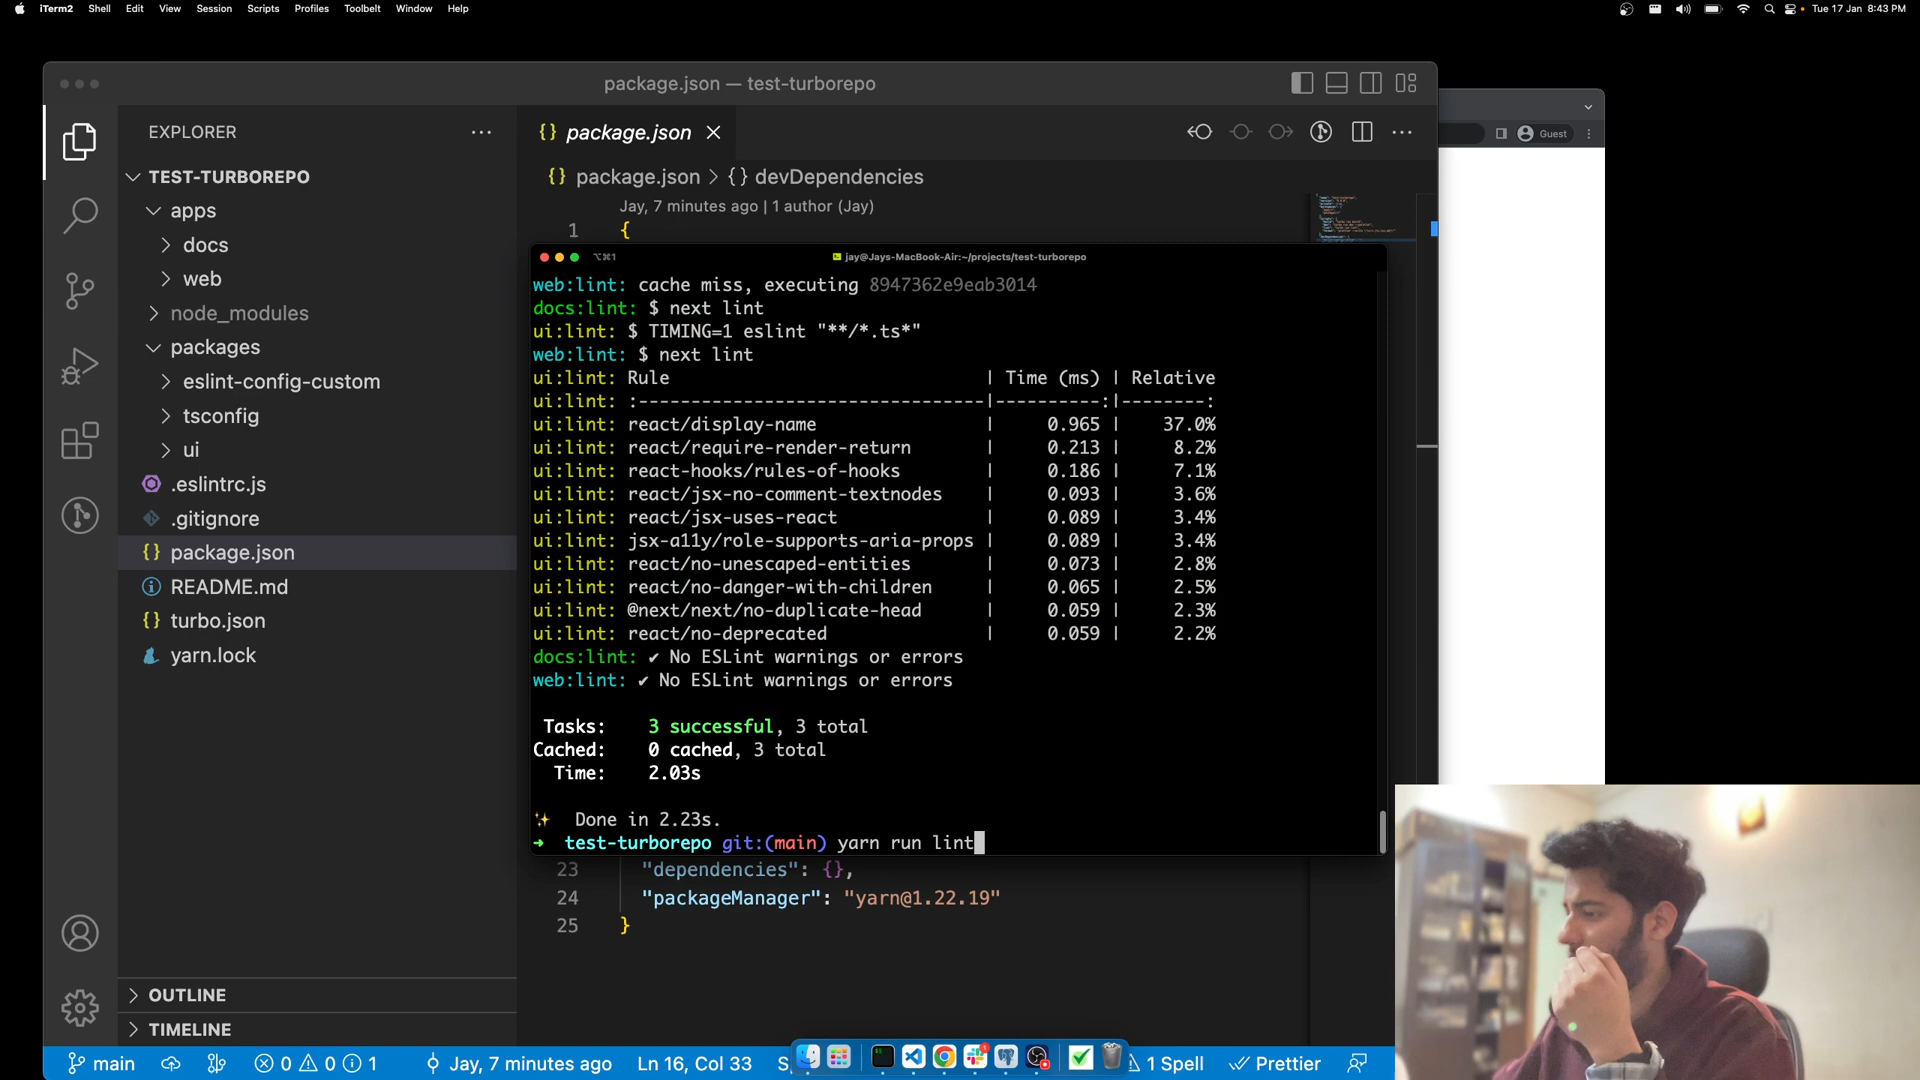 iTerm2 Shell Edit View Session Scripts Profiles Toolbelt Window Help
Tue 17 Jan 8:43 PM
package.json — test-turborepo
EXPLORER
TEST-TURBOREPO
apps
docs
web
node_modules
packages
eslint-config-custom
tsconfig
ui
.eslintrc.js
.gitignore
package.json
README.md
turbo.json
yarn.lock
OUTLINE
TIMELINE
{} package.json
{} package.json > {} devDependencies
Jay, 7 minutes ago | 1 author (Jay)
1 {
Guest
⌥⌘1
jay@Jays-MacBook-Air:~/projects/test-turborepo
web:lint: cache miss, executing 8947362e9eab3014
docs:lint: $ next lint
ui:lint: $ TIMING=1 eslint "**/*.ts*"
web:lint: $ next lint
ui:lint: Rule | Time (ms) | Relative
ui:lint: :---------------------------------|----------:|--------:
ui:lint: react/display-name | 0.965 | 37.0%
ui:lint: react/require-render-return | 0.213 | 8.2%
ui:lint: react-hooks/rules-of-hooks | 0.186 | 7.1%
ui:lint: react/jsx-no-comment-textnodes | 0.093 | 3.6%
ui:lint: react/jsx-uses-react | 0.089 | 3.4%
ui:lint: jsx-a11y/role-supports-aria-props | 0.089 | 3.4%
ui:lint: react/no-unescaped-entities | 0.073 | 2.8%
ui:lint: react/no-danger-with-children | 0.065 | 2.5%
ui:lint: @next/next/no-duplicate-head | 0.059 | 2.3%
ui:lint: react/no-deprecated | 0.059 | 2.2%
docs:lint: ✔ No ESLint warnings or errors
web:lint: ✔ No ESLint warnings or errors
Tasks: 3 successful, 3 total
Cached: 0 cached, 3 total
Time: 2.03s
✨ Done in 2.23s.
➜ test-turborepo git:(main) yarn run lint
23 "dependencies": {},
24 "packageManager": "yarn@1.22.19"
25 }
main 0 0 1 Jay, 7 minutes ago Ln 16, Col 33 1 Spell Prettier